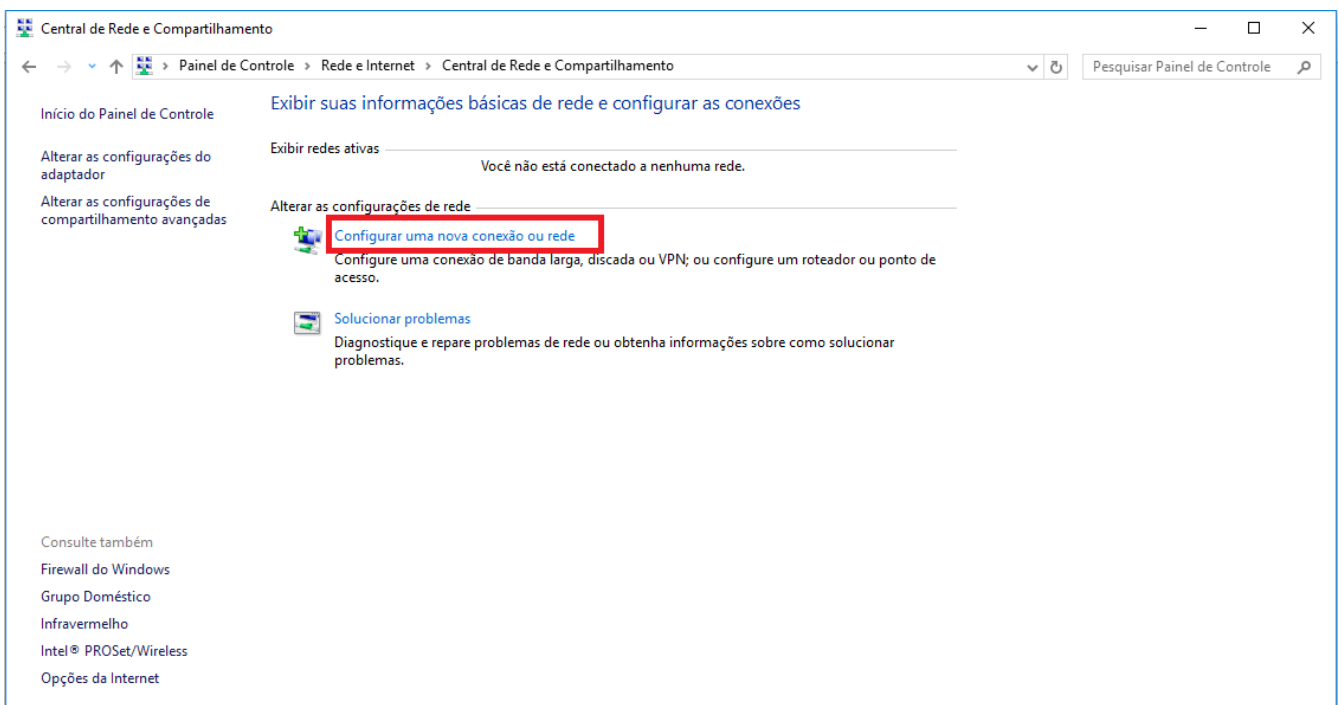 Central de Rede e Compartilhamento
Painel de Controle > Rede e Internet > Central de Rede e Compartilhamento
Pesquisar Painel de Controle
Início do Painel de Controle
Alterar as configurações do
adaptador
Alterar as configurações de
compartilhamento avançadas
Exibir suas informações básicas de rede e configurar as conexões
Exibir redes ativas
Você não está conectado a nenhuma rede.
Alterar as configurações de rede
Configurar uma nova conexão ou rede
Configure uma conexão de banda larga, discada ou VPN; ou configure um roteador ou ponto de
acesso.
Solucionar problemas
Diagnostique e repare problemas de rede ou obtenha informações sobre como solucionar
problemas.
Consulte também
Firewall do Windows
Grupo Doméstico
Infravermelho
Intel® PROSet/Wireless
Opções da Internet